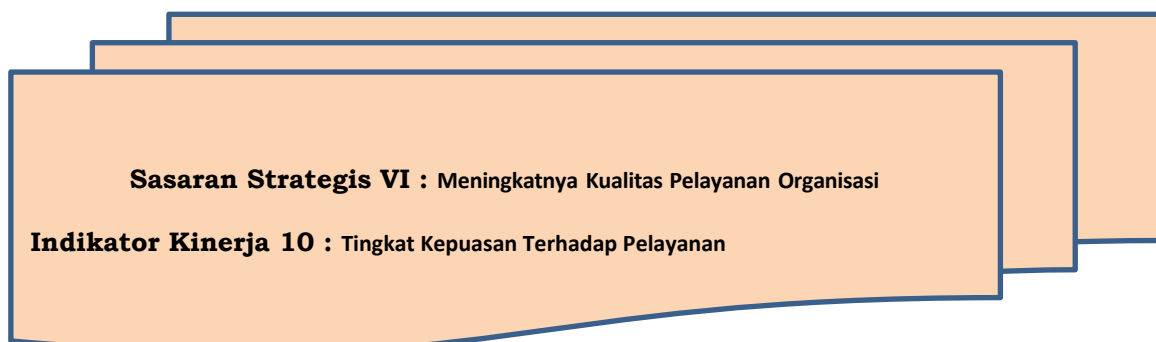 Sasaran Strategis VI : Meningkatnya Kualitas Pelayanan Organisasi
Indikator Kinerja 10 : Tingkat Kepuasan Terhadap Pelayanan